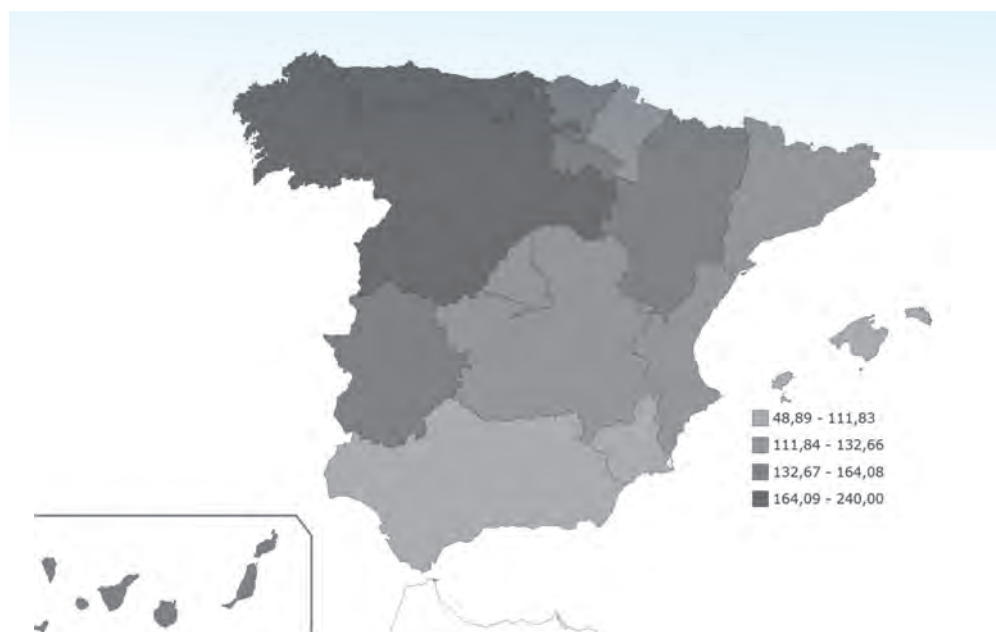 48,89 - 111,83
111,84 - 132,66
132,67 - 164,08
164,09 - 240,00